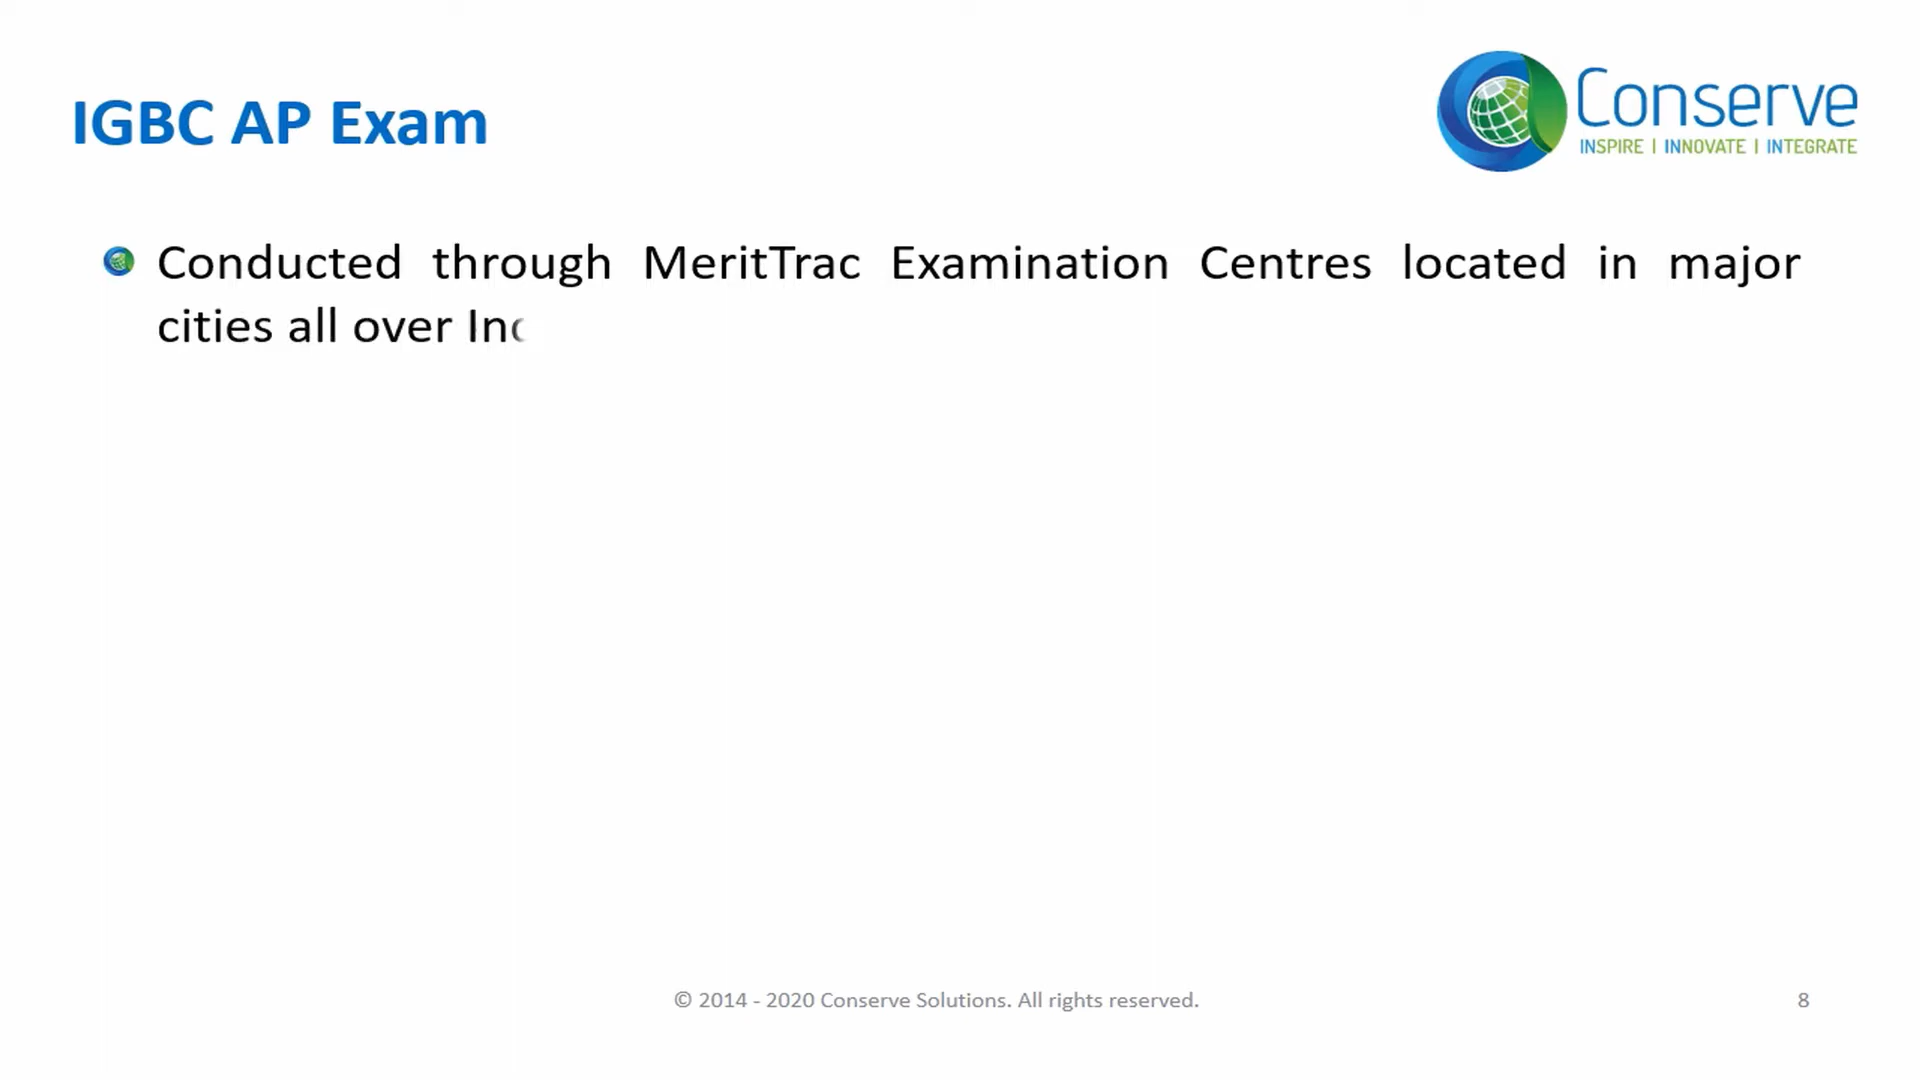 IGBC AP Exam
Conserve
INSPIRE | INNOVATE | INTEGRATE
Conducted through MeritTrac Examination Centres located in major
cities all over
© 2014 - 2020 Conserve Solutions. All rights reserved.
8